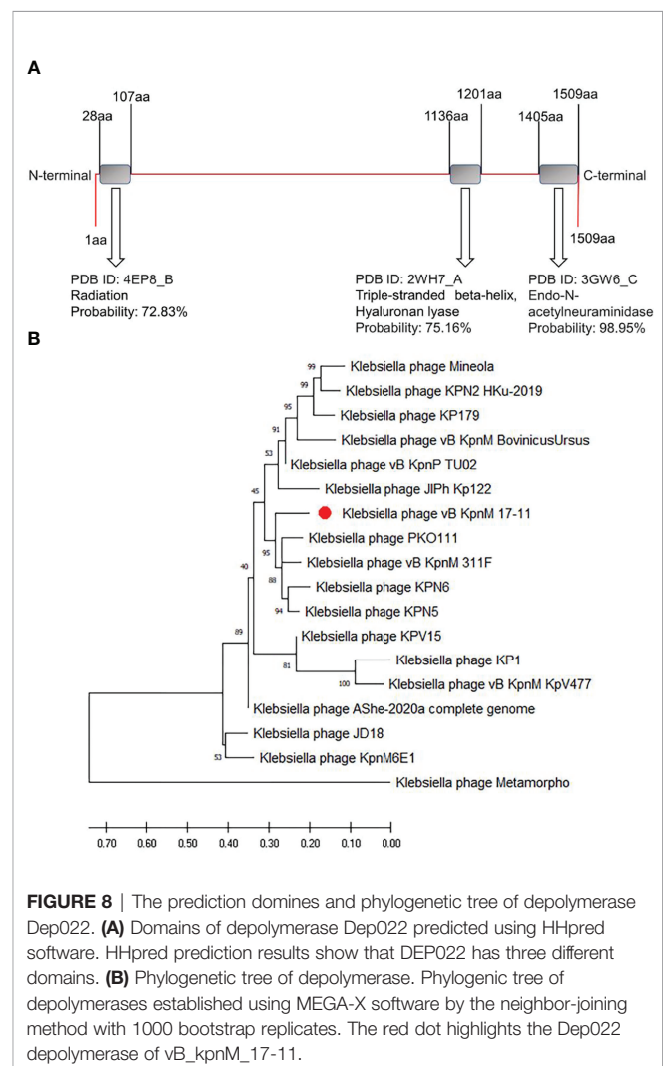 A
107aa
1201aa
1509aa
28aa
1136aa
1405aa
N-terminal
C-terminal
1aa
1509aa
PDB ID: 4EP8_B
Radiation
Probability: 72.83%
PDB ID: 2WH7_A
Triple-stranded beta-helix,
Hyaluronan lyase
Probability: 75.16%
PDB ID: 3GW6_C
Endo-N-
acetylneuraminidase
Probability: 98.95%
B
99
Klebsiella phage Mineola
99
Klebsiella phage KPN2 HKu-2019
95
Klebsiella phage KP179
91
Klebsiella phage vB KpnM BovinicusUrsus
53
Klebsiella phage vB KpnP TU02
45
Klebsiella phage JIPh Kp122
Klebsiella phage vB KpnM 17-11
95
Klebsiella phage PKO111
40
Klebsiella phage vB KpnM 311F
88
Klebsiella phage KPN6
94
Klebsiella phage KPN5
89
Klebsiella phage KPV15
81
Klebsiella phage KP1
100
Klebsiella phage vB KpnM KpV477
Klebsiella phage AShe-2020a complete genome
Klebsiella phage JD18
53
Klebsiella phage KpnM6E1
Klebsiella phage Metamorpho
0.70 0.60 0.50 0.40 0.30 0.20 0.10 0.00
FIGURE 8 | The prediction domines and phylogenetic tree of depolymerase
Dep022. (A) Domains of depolymerase Dep022 predicted using HHpred
software. HHpred prediction results show that DEP022 has three different
domains. (B) Phylogenetic tree of depolymerase. Phylogenic tree of
depolymerases established using MEGA-X software by the neighbor-joining
method with 1000 bootstrap replicates. The red dot highlights the Dep022
depolymerase of vB_kpnM_17-11.